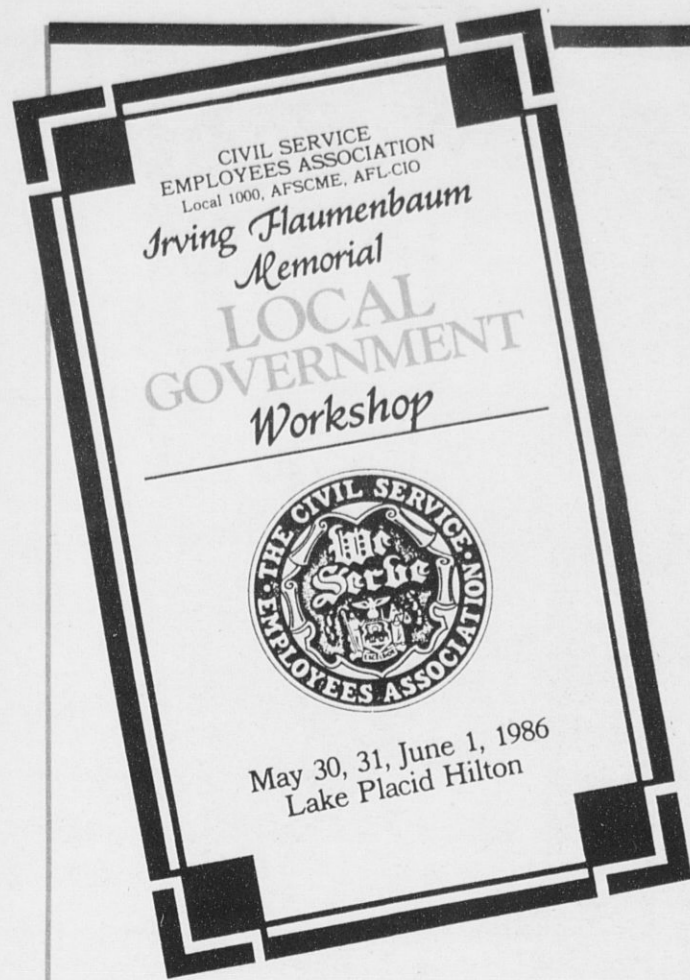 CIVIL SERVICE
EMPLOYEES ASSOCIATION
Local 1000, AFSCME, AFL-CIO
Irving Flaumenbaum
Memorial
LOCAL
GOVERNMENT
Workshop
THE CIVIL SERVICE
EMPLOYEES ASSOCIATION
We
Serve
May 30, 31, June 1, 1986
Lake Placid Hilton